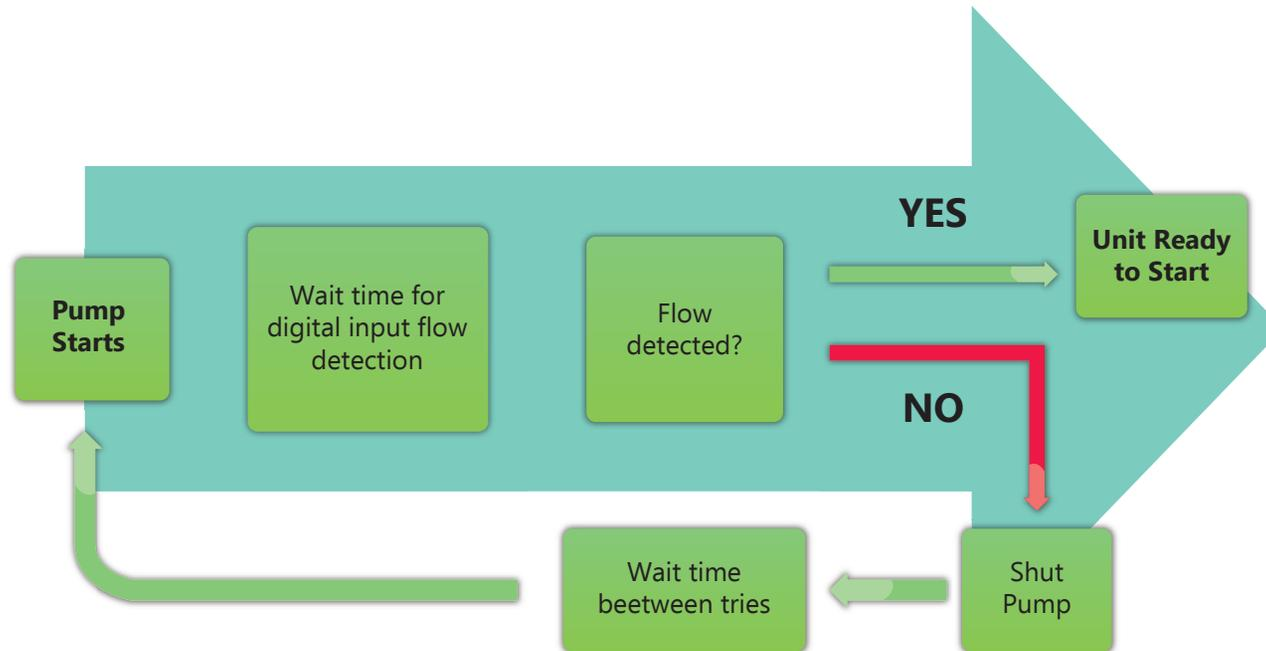 Pump
Starts
Wait time for
digital input flow
detection
Flow
detected?
YES
NO
Unit Ready
to Start
Shut
Pump
Wait time
beetween tries